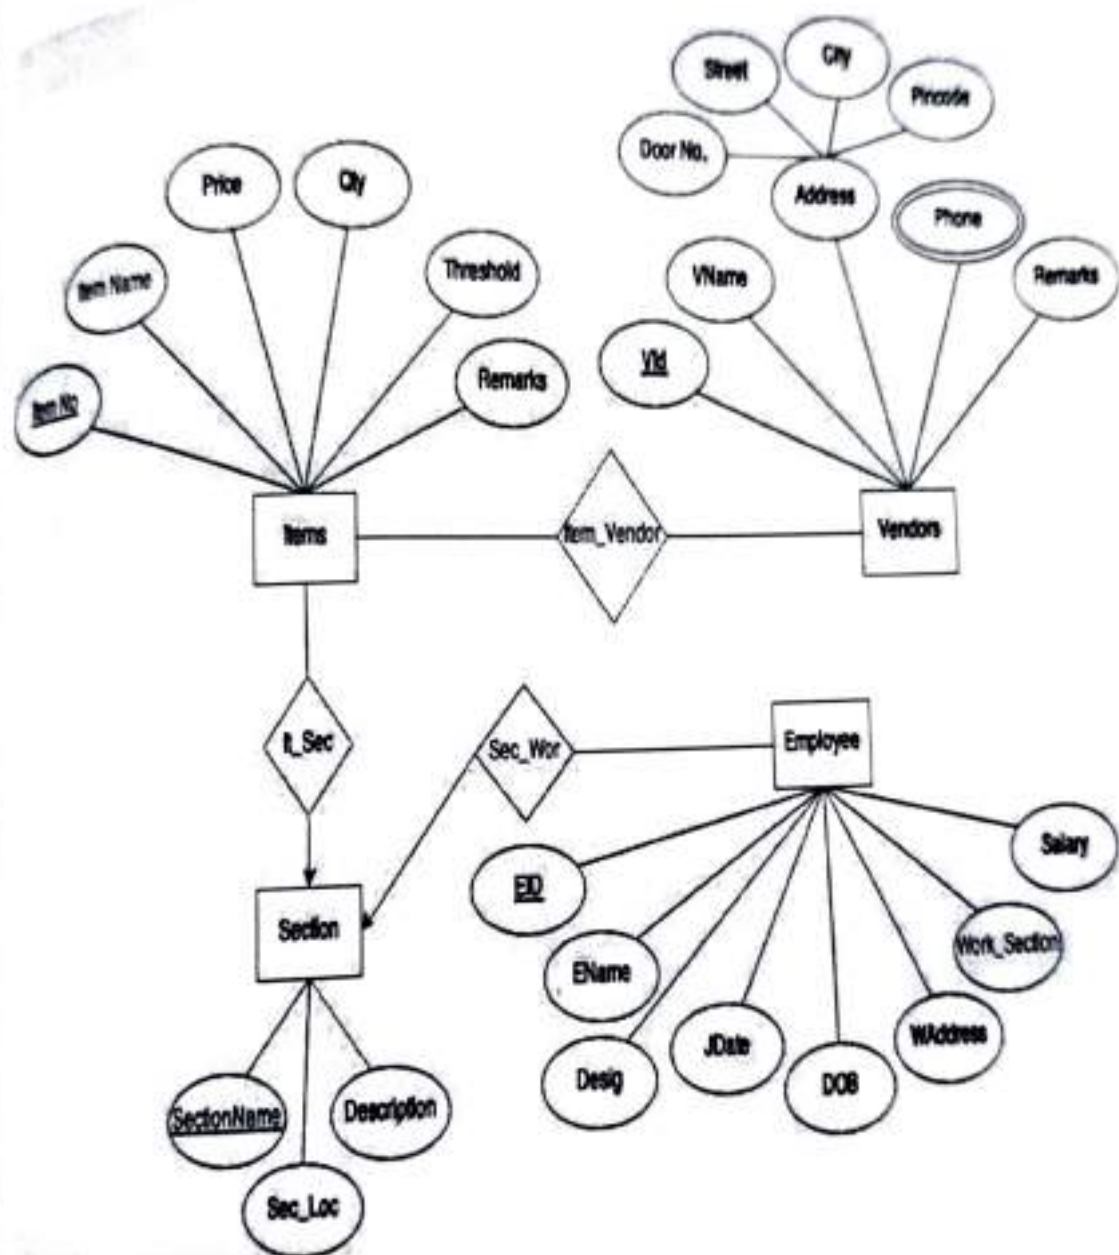 Street
City
Pincode
Door No.
Address
Phone
Price
City
VName
Remarks
Item Name
Threshold
VId
Item No
Remarks
Items
Item_Vendor
Vendors
It_Sec
Sec_Wor
Employee
Salary
EID
Section
EName
Work_Section
WAddress
JDate
Desig
DOB
SectionName
Description
Sec_Loc